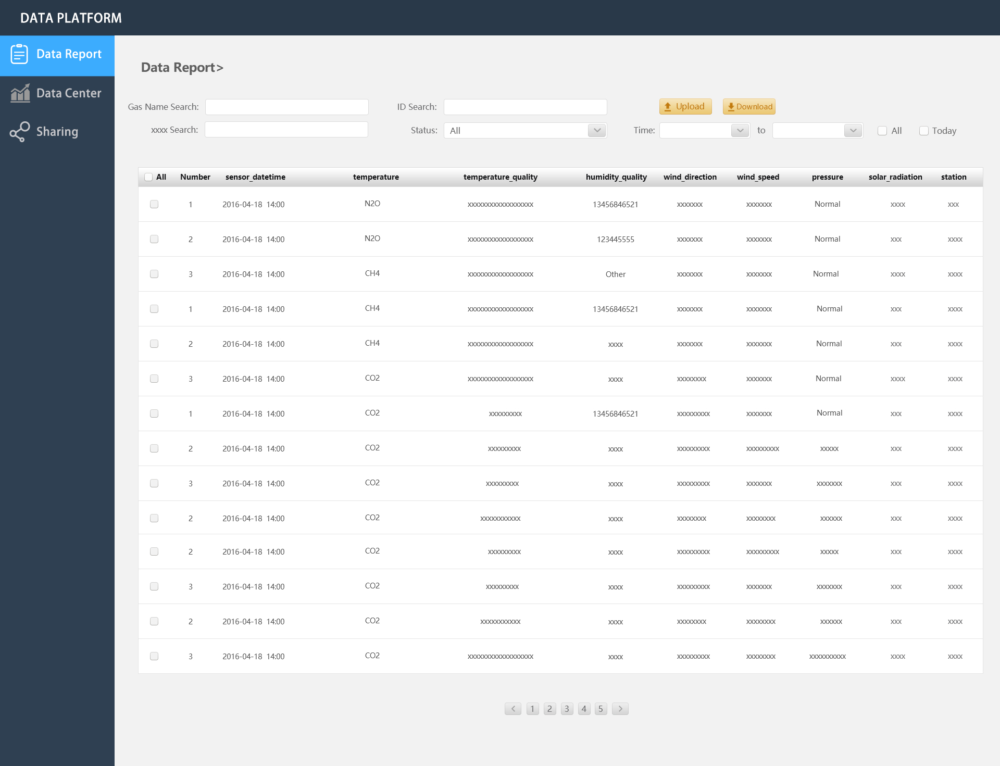 DATA PLATFORM
Data Report
Data Center
Sharing
Data Report>
Gas Name Search: ID Search: Upload Download
xxxx Search: Status: All Time: to All Today
All Number sensor_datetime temperature temperature_quality humidity_quality wind_direction wind_speed pressure solar_radiation station
1 2016-04-18 14:00 N2O xxxxxxxxxxxxxxxxxx 13456846521 xxxxxxx xxxxxxx Normal xxxx xxx
2 2016-04-18 14:00 N2O xxxxxxxxxxxxxxxxxx 123445555 xxxxxxx xxxxxxx Normal xxx xxxx
3 2016-04-18 14:00 CH4 xxxxxxxxxxxxxxxxxx Other xxxxxxx xxxxxxx Normal xxxx xxxx
1 2016-04-18 14:00 CH4 xxxxxxxxxxxxxxxxxx 13456846521 xxxxxxx xxxxxxx Normal xxx xxxx
2 2016-04-18 14:00 CH4 xxxxxxxxxxxxxxxxxx xxxx xxxxxxx xxxxxxx Normal xxx xxxx
3 2016-04-18 14:00 CO2 xxxxxxxxxxxxxxxxxx xxxx xxxxxxxx xxxxxxx Normal xxxx xxxx
1 2016-04-18 14:00 CO2 xxxxxxxxx 13456846521 xxxxxxxxx xxxxxxx Normal xxx xxxx
2 2016-04-18 14:00 CO2 xxxxxxxxx xxxx xxxxxxxxx xxxxxxxxx xxxxx xxx xxxx
3 2016-04-18 14:00 CO2 xxxxxxxxx xxxx xxxxxxxxx xxxxxxx xxxxxxx xxx xxxx
2 2016-04-18 14:00 CO2 xxxxxxxxxxx xxxx xxxxxxxx xxxxxxxx xxxxxx xxx xxxx
2 2016-04-18 14:00 CO2 xxxxxxxxx xxxx xxxxxxxxx xxxxxxxxx xxxxx xxx xxxx
3 2016-04-18 14:00 CO2 xxxxxxxxx xxxx xxxxxxxxx xxxxxxx xxxxxxx xxx xxxx
2 2016-04-18 14:00 CO2 xxxxxxxxxxx xxxx xxxxxxxx xxxxxxxx xxxxxx xxx xxxx
3 2016-04-18 14:00 CO2 xxxxxxxxxxxxxxxxxx xxxx xxxxxxxxx xxxxxxxx xxxxxxxxxx xxxx xxxx
1 2 3 4 5